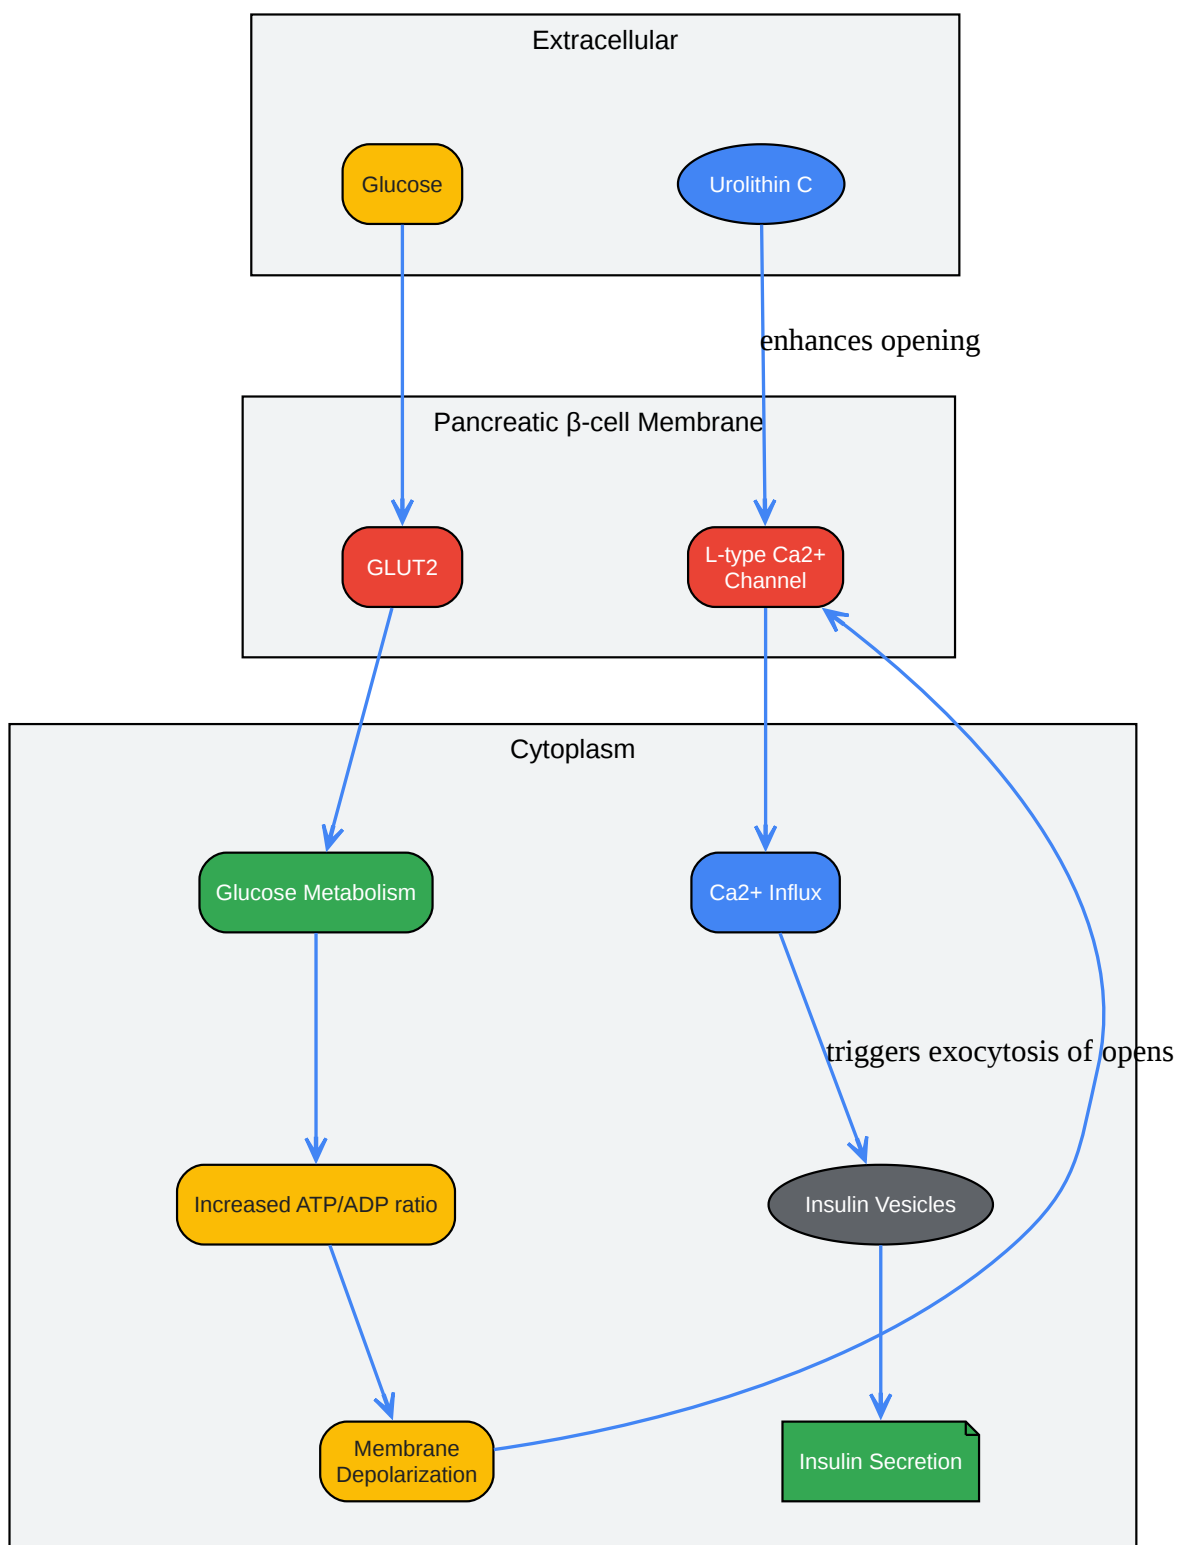 Extracellular
Glucose
Urolithin C
enhances opening
Pancreatic β-cell Membrane
GLUT2
L-type Ca2+
Channel
Cytoplasm
Glucose Metabolism
Ca2+ Influx
triggers exocytosis of
opens
Increased ATP/ADP ratio
Insulin Vesicles
Membrane
Depolarization
Insulin Secretion